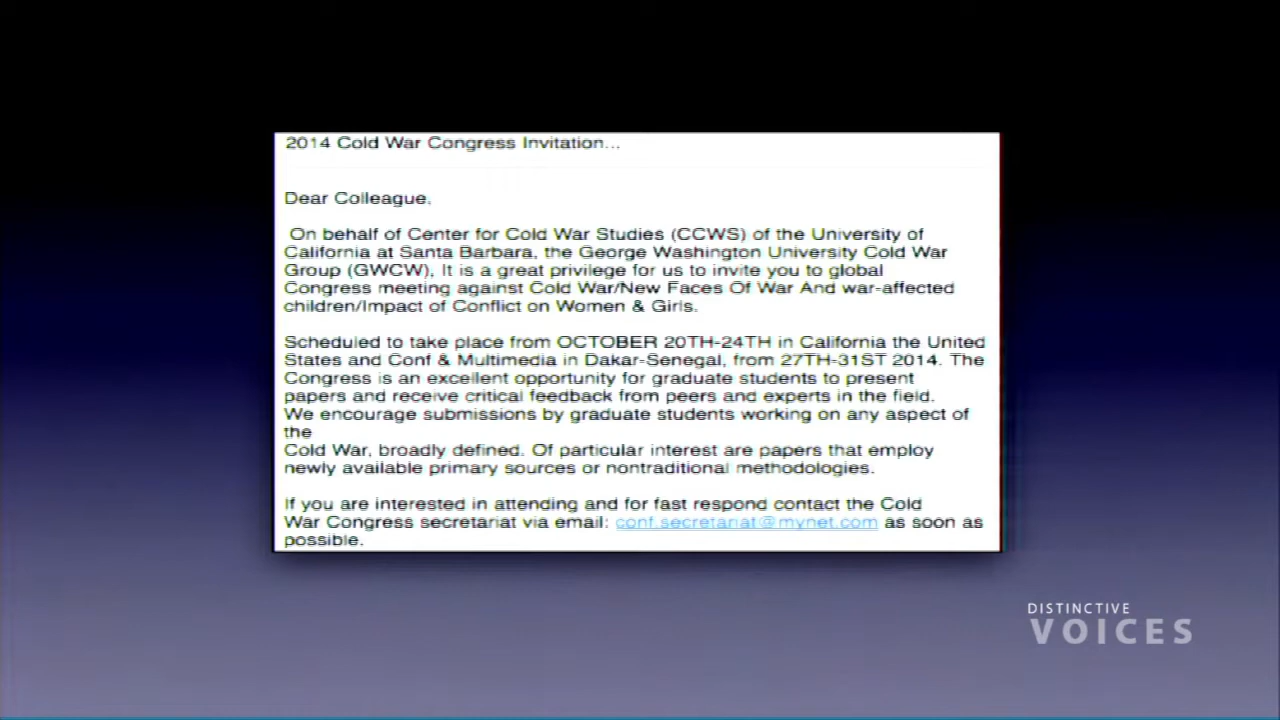 2014 Cold War Congress Invitation...
Dear Colleague,
On behalf of Center for Cold War Studies (CCWS) of the University of
California at Santa Barbara, the George Washington University Cold War
Group (GWCW), It is a great privilege for us to invite you to global
Congress meeting against Cold War/New Faces Of War And war-affected
children/Impact of Conflict on Women & Girls.
Scheduled to take place from OCTOBER 20TH-24TH in California the United
States and Conf & Multimedia in Dakar-Senegal, from 27TH-31ST 2014. The
Congress is an excellent opportunity for graduate students to present
papers and receive critical feedback from peers and experts in the field.
We encourage submissions by graduate students working on any aspect of
the
Cold War, broadly defined. Of particular interest are papers that employ
newly available primary sources or nontraditional methodologies.
If you are interested in attending and for fast respond contact the Cold
War Congress secretariat via email: conf.secretariat@mynet.com as soon as
possible.
DISTINCTIVE
VOICES